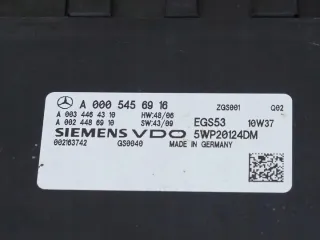 A 000 545 69 16 ZGS001 Q02
A 003 446 43 10 HW:48/06
A 002 448 69 10 SW:43/09 EGS53 10W37
SIEMENS VDO 5WP20124DM
002163742 GS0040 MADE IN GERMANY